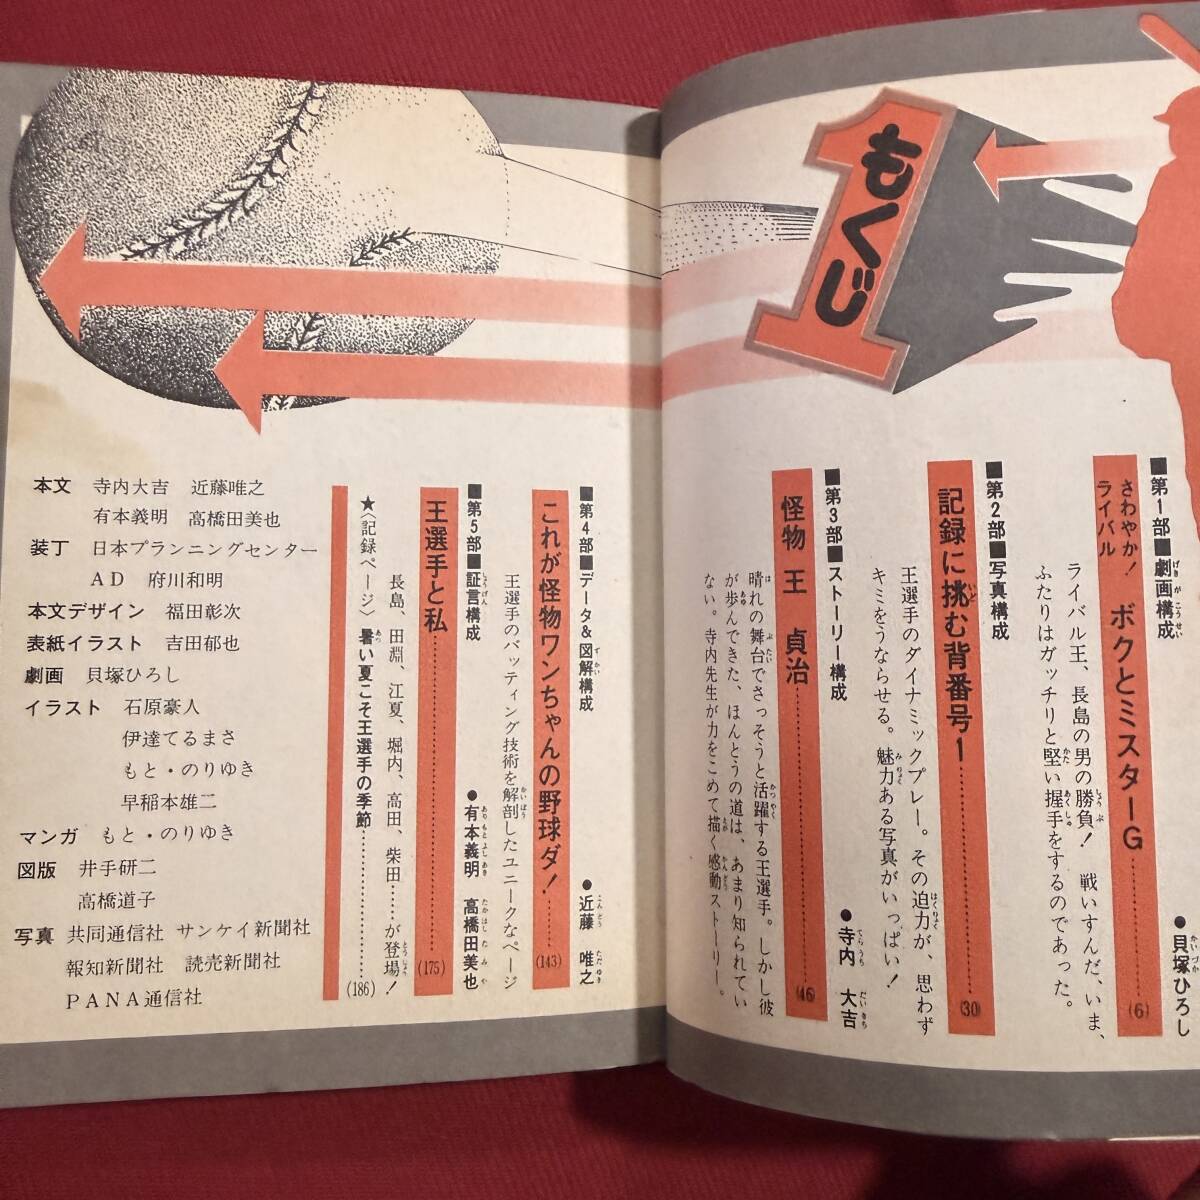 もくじ
■第1部■劇画構成
さわやか!
ライバル
ボクとミスターG…………(6)
●貝塚ひろし
ライバル王、長島の男の勝負! 戦いすんだ、いま、
ふたりはガッチリと堅い握手をするのであった。
■第2部■写真構成
記録に挑む背番号1…………(30)
王選手のダイナミックプレー。その迫力が、思わず
キミをうならせる。魅力ある写真がいっぱい!
■第3部■ストーリー構成
●寺内 大吉
怪物 王 貞治…………(46)
晴れの舞台でさっそうと活躍する王選手。しかし彼
が歩んできた、ほんとうの道は、あまり知られてい
ない。寺内先生が力をこめて描く感動ストーリー。
■第4部■データ&図解構成
●近藤 唯之
これが怪物ワンちゃんの野球ダ!…………(143)
王選手のバッティング技術を解剖したユニークなページ
■第5部■証言構成
●有本義明 高橋田美也
王選手と私…………(175)
長島、田淵、江夏、堀内、高田、柴田……が登場!
★〈記録ページ〉暑い夏こそ王選手の季節…………(186)
本文 寺内大吉 近藤唯之
有本義明 高橋田美也
装丁 日本プランニングセンター
AD 府川和明
本文デザイン 福田彰次
表紙イラスト 吉田郁也
劇画 貝塚ひろし
イラスト 石原豪人
伊達てるまさ
もと・のりゆき
早稲本雄二
マンガ もと・のりゆき
図版 井手研二
高橋道子
写真 共同通信社 サンケイ新聞社
報知新聞社 読売新聞社
PANA通信社